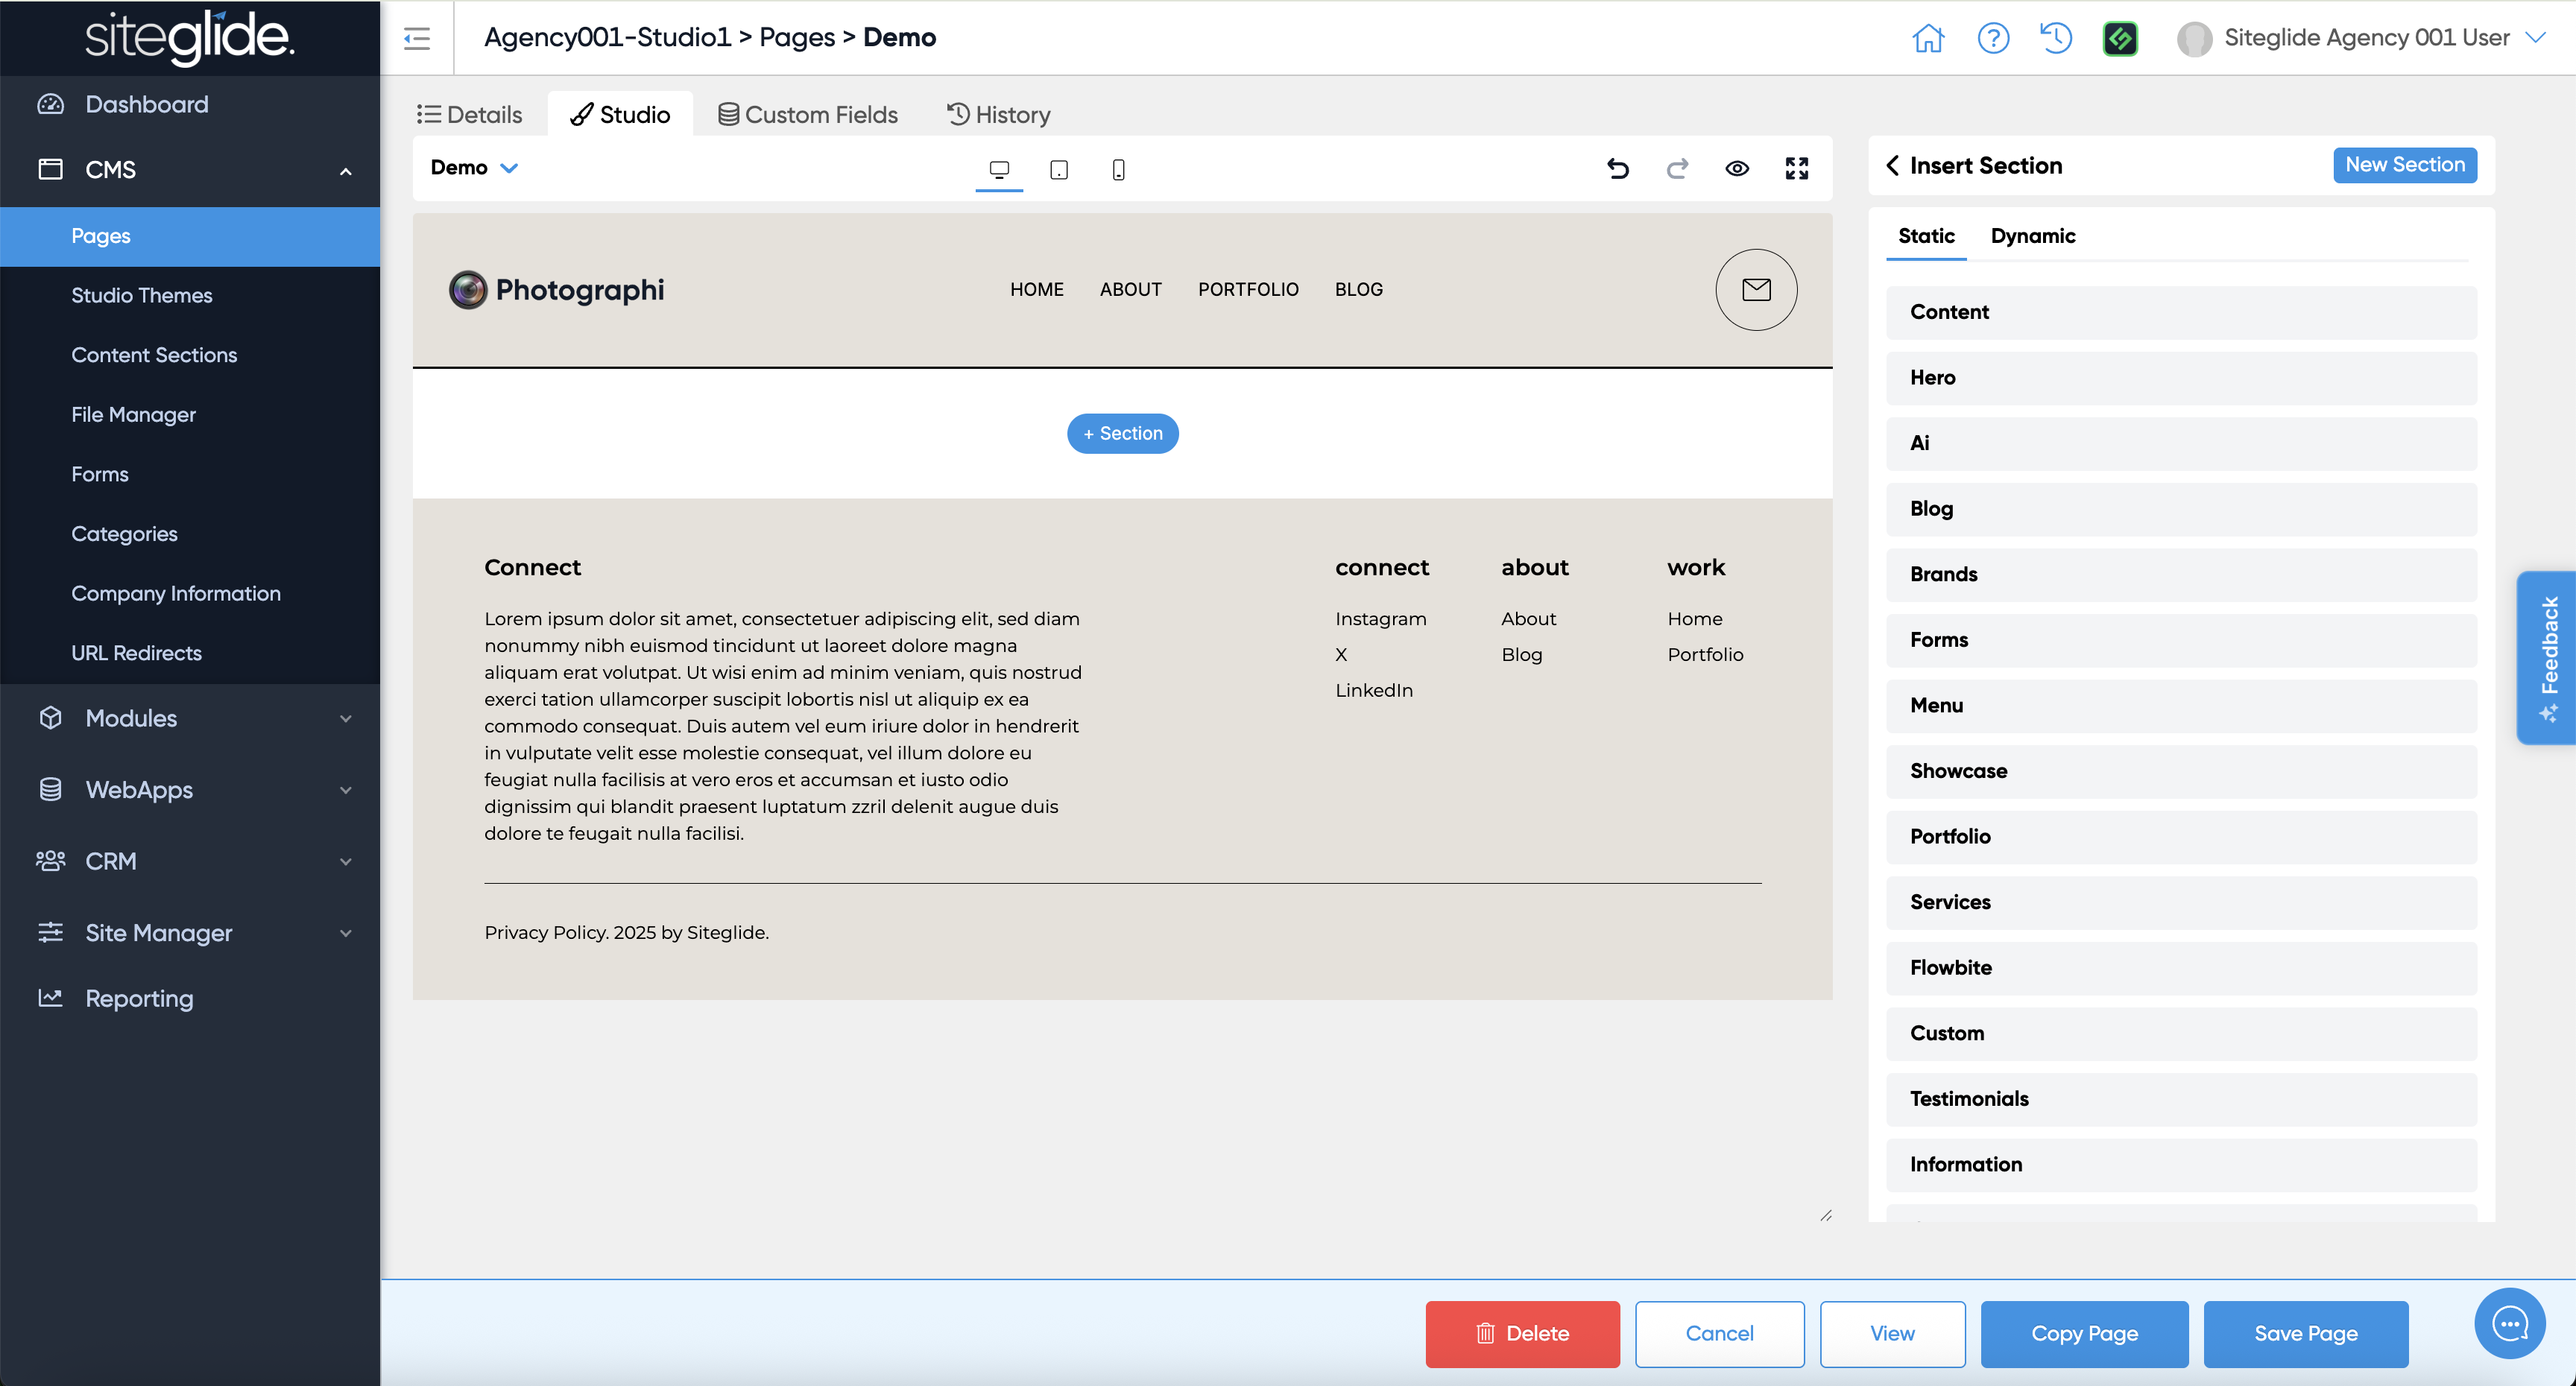 siteglide.
Agency001-Studio1 > Pages > Demo
Siteglide Agency 001 User
Dashboard
CMS
Pages
Studio Themes
Content Sections
File Manager
Forms
Categories
Company Information
URL Redirects
Modules
WebApps
CRM
Site Manager
Reporting
Details
Studio
Custom Fields
History
Demo
Photographi
HOME
ABOUT
PORTFOLIO
BLOG
+ Section
Connect
Lorem ipsum dolor sit amet, consectetuer adipiscing elit, sed diam
nonummy nibh euismod tincidunt ut laoreet dolore magna
aliquam erat volutpat. Ut wisi enim ad minim veniam, quis nostrud
exerci tation ullamcorper suscipit lobortis nisl ut aliquip ex ea
commodo consequat. Duis autem vel eum iriure dolor in hendrerit
in vulputate velit esse molestie consequat, vel illum dolore eu
feugiat nulla facilisis at vero eros et accumsan et iusto odio
dignissim qui blandit praesent luptatum zzril delenit augue duis
dolore te feugait nulla facilisi.
connect
Instagram
X
LinkedIn
about
About
Blog
work
Home
Portfolio
Privacy Policy. 2025 by Siteglide.
Insert Section
New Section
Static
Dynamic
Content
Hero
Ai
Blog
Brands
Forms
Menu
Showcase
Portfolio
Services
Flowbite
Custom
Testimonials
Information
Feedback
Delete
Cancel
View
Copy Page
Save Page